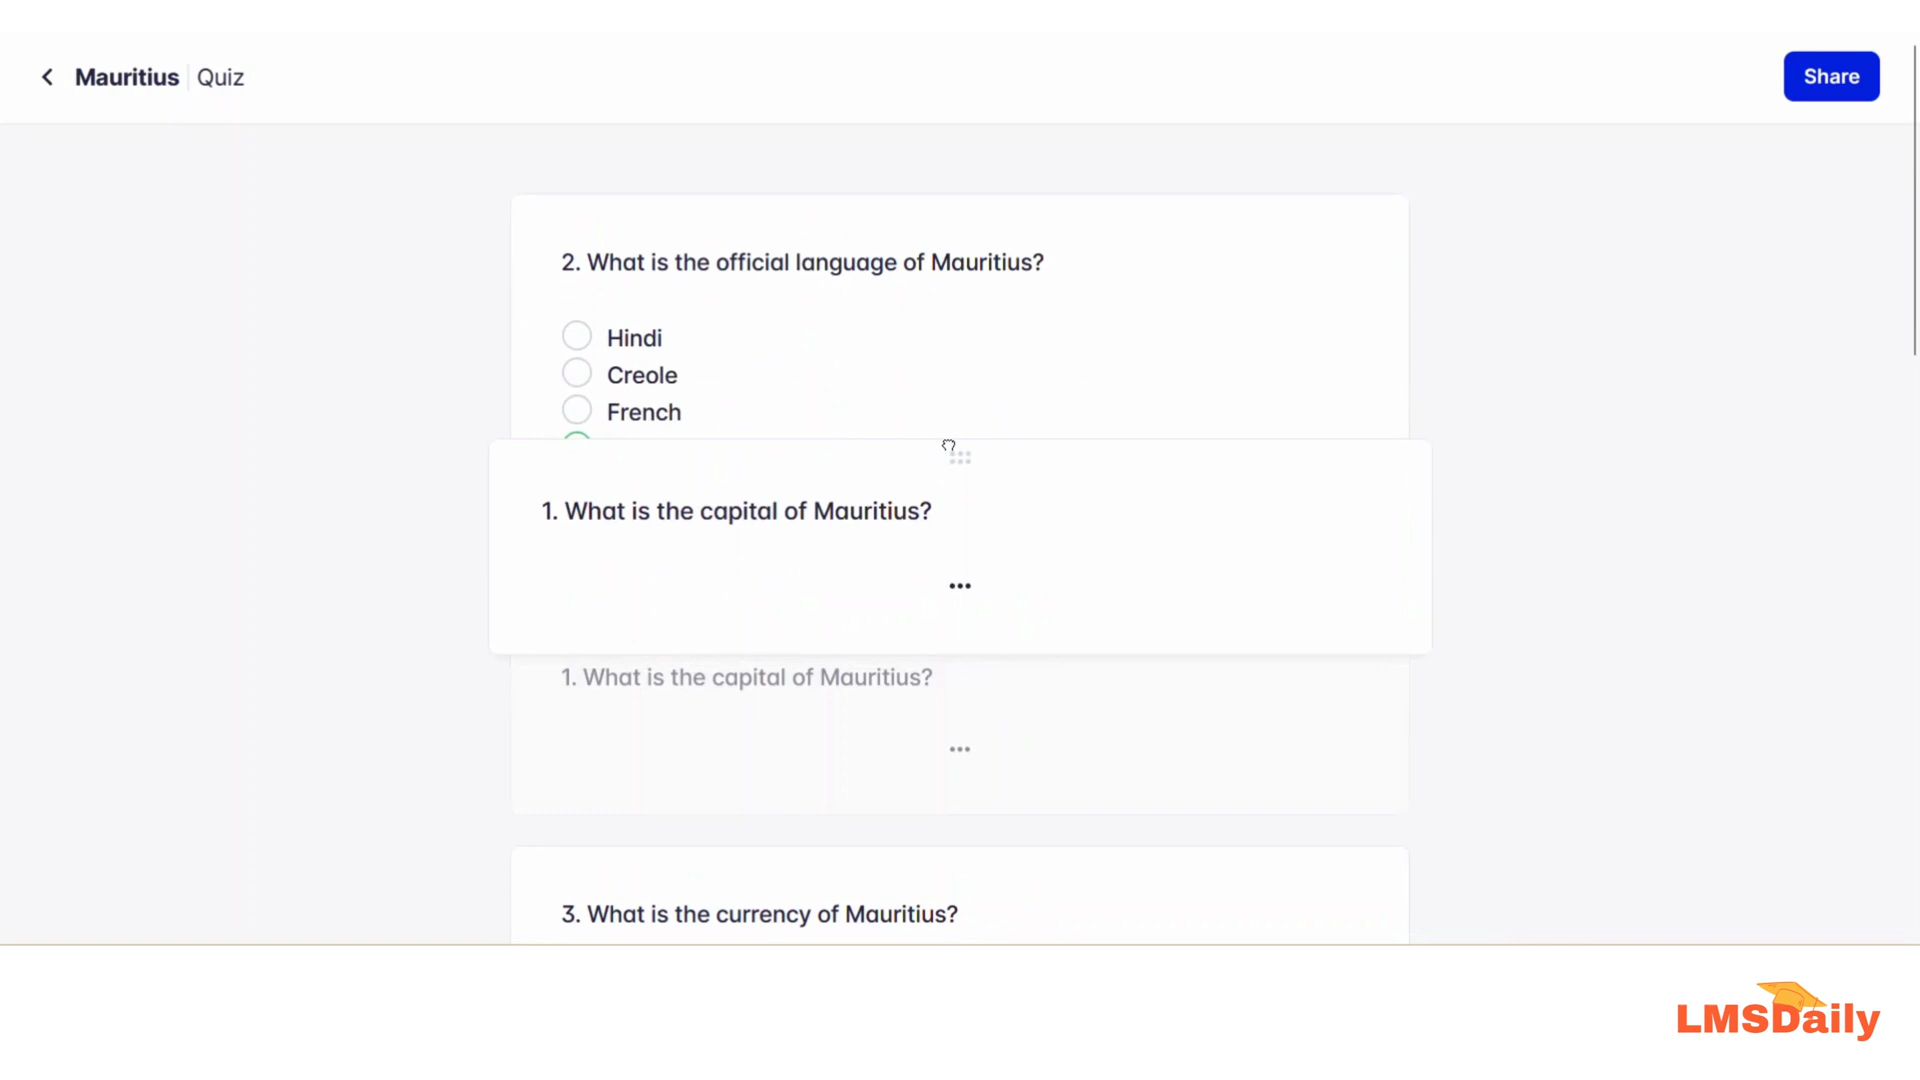 Mauritius Quiz
Share
2. What is the official language of Mauritius?
Hindi
Creole
French
1. What is the capital of Mauritius?
1. What is the capital of Mauritius?
3. What is the currency of Mauritius?
LMSDaily